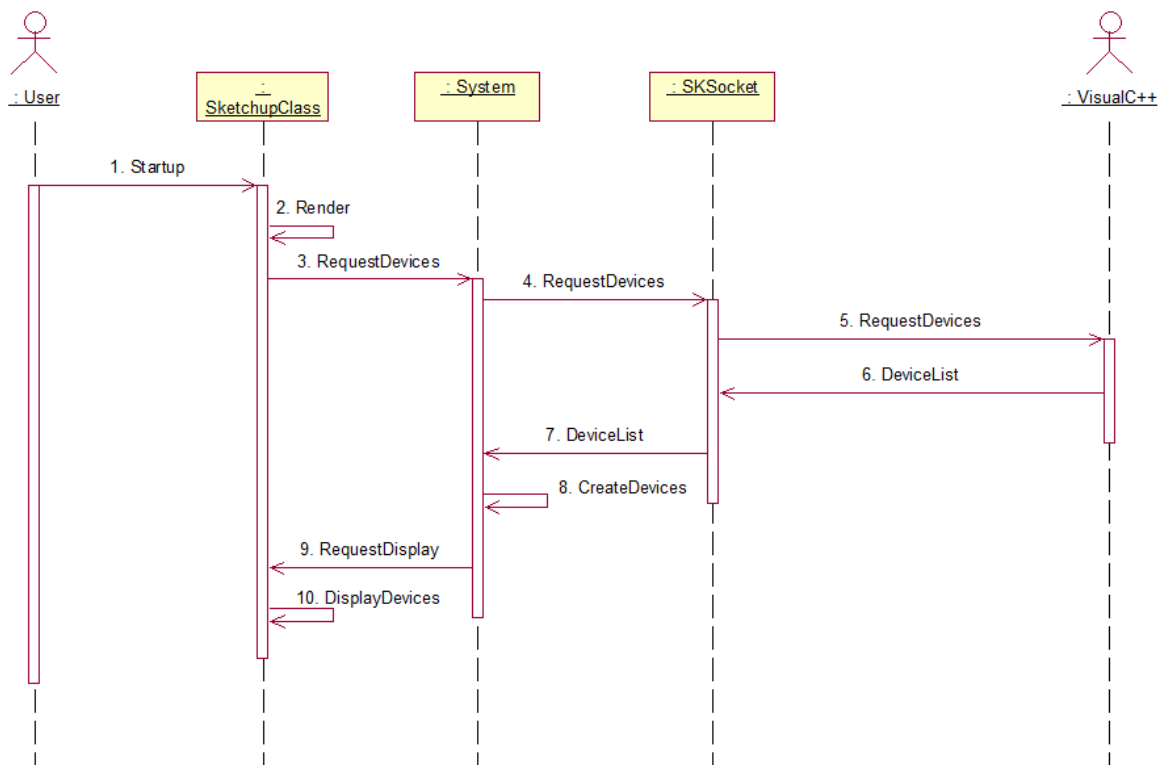 : User
:
SketchupClass
: System
: SKSocket
: VisualC++
1. Startup
2. Render
3. RequestDevices
4. RequestDevices
5. RequestDevices
6. DeviceList
7. DeviceList
8. CreateDevices
9. RequestDisplay
10. DisplayDevices